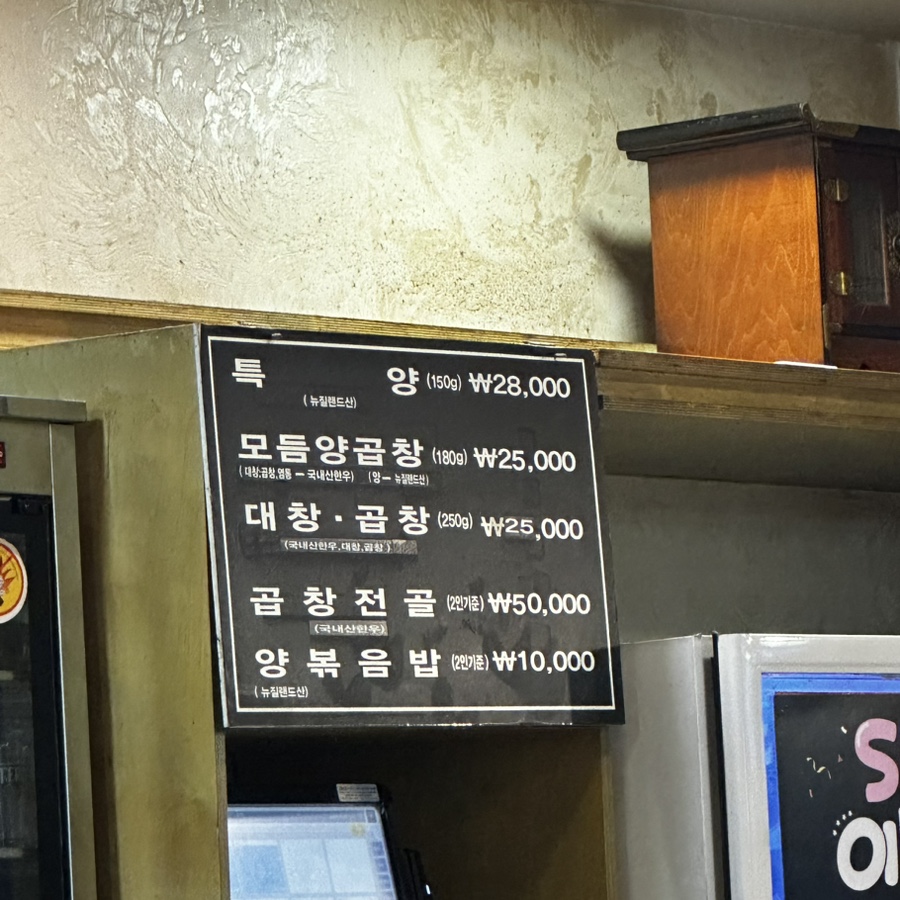 특 양 (150g) ₩28,000
(뉴질랜드산)
모듬양곱창 (180g) ₩25,000
(대창,곱창,염통 - 국내산한우) (양 - 뉴질랜드산)
대창·곱창 (250g) ₩25,000
(국내산한우,대창,곱창)
곱창전골 (2인기준) ₩50,000
(국내산한우)
양볶음밥 (2인기준) ₩10,000
(뉴질랜드산)